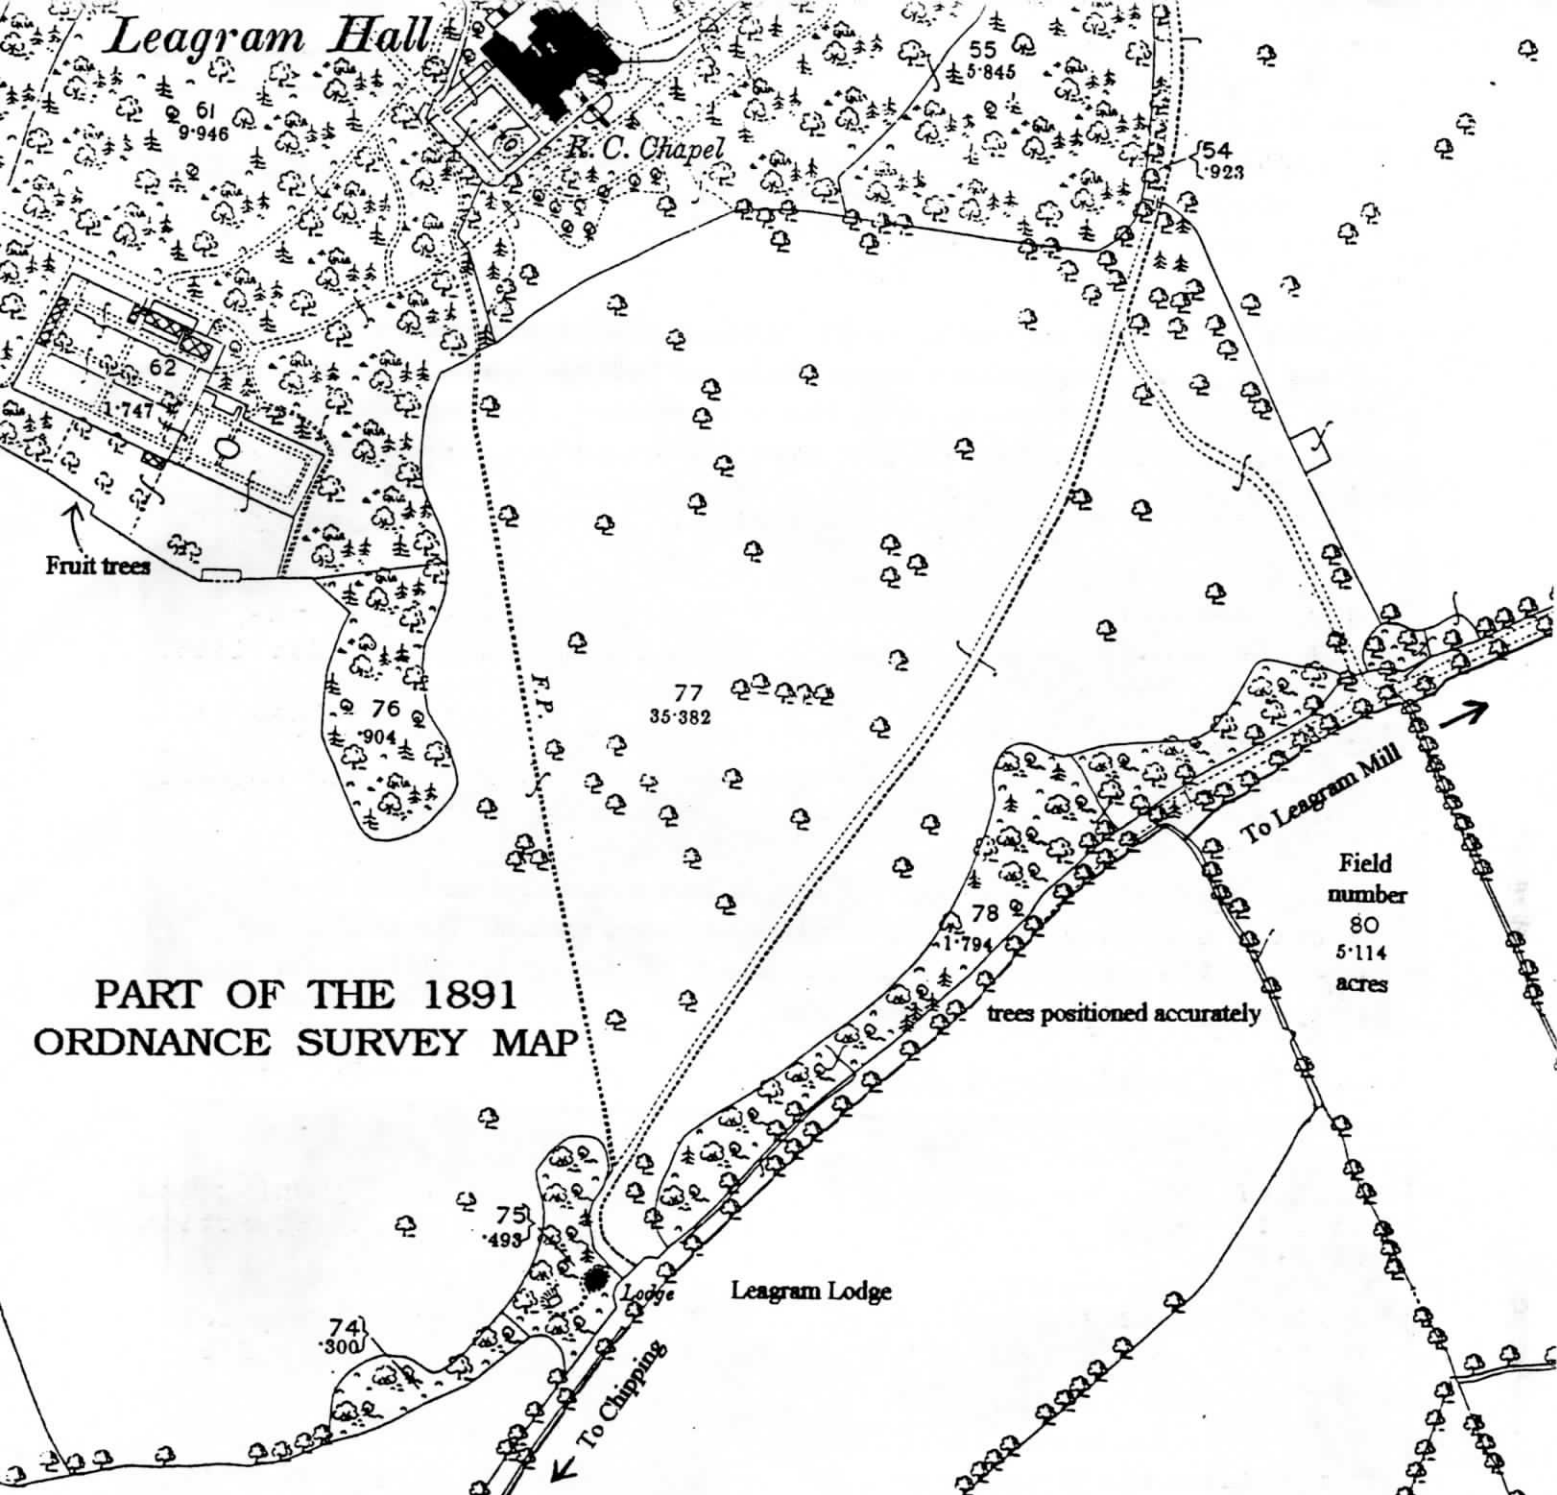 Leagram Hall
61
9·946
55
5·845
R. C. Chapel
54
·923
62
1·747
Fruit trees
F.P.
77
35·382
76
·904
To Leagram Mill
Field
number
80
5·114
acres
78
1·794
PART OF THE 1891
ORDNANCE SURVEY MAP
trees positioned accurately
75
·493
Lodge
Leagram Lodge
74
·300
To Chipping